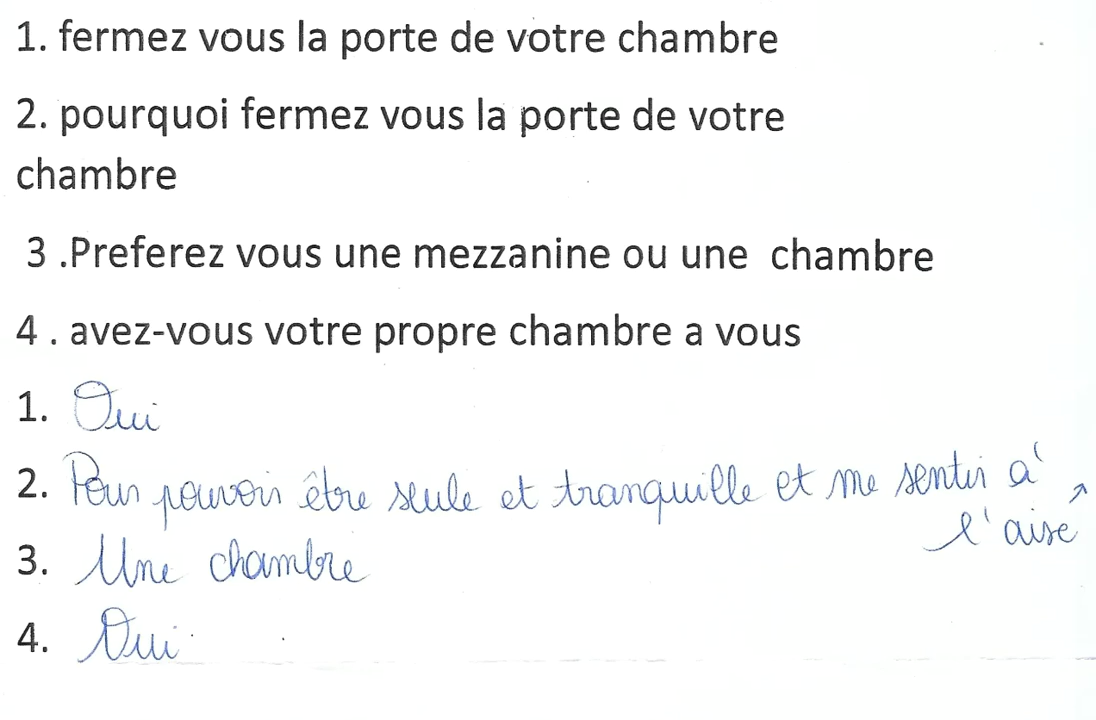 1. fermez vous la porte de votre chambre
2. pourquoi fermez vous la porte de votre
chambre
3 .Preferez vous une mezzanine ou une chambre
4 . avez-vous votre propre chambre a vous
1. Oui
2. Pour pouvoir être seule et tranquille et me sentir à
l'aise
3. Une chambre
4. Oui